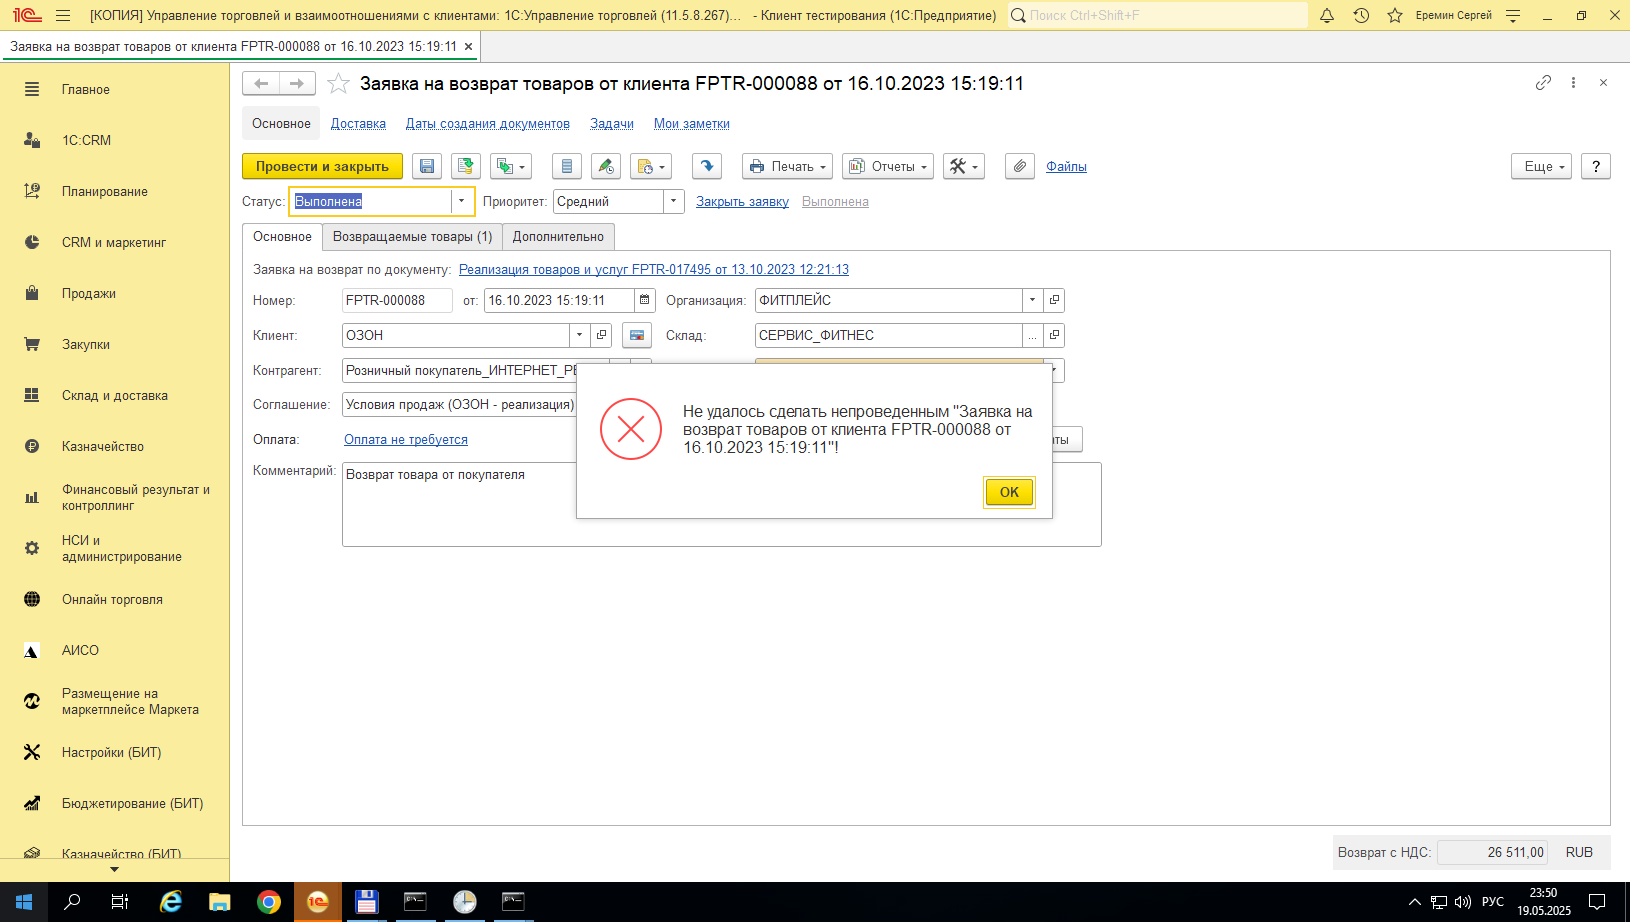 [КОПИЯ] Управление торговлей и взаимоотношениями с клиентами: 1С:Управление торговлей (11.5.8.267)... - Клиент тестирования (1С:Предприятие)
Поиск Ctrl+Shift+F
Еремин Сергей
Заявка на возврат товаров от клиента FPTR-000088 от 16.10.2023 15:19:11
Главное
1С:CRM
Планирование
CRM и маркетинг
Продажи
Закупки
Склад и доставка
Казначейство
Финансовый результат и
контроллинг
НСИ и
администрирование
Онлайн торговля
АИСО
Размещение на
маркетплейсе Маркета
Настройки (БИТ)
Бюджетирование (БИТ)
Казначейство (БИТ)
Заявка на возврат товаров от клиента FPTR-000088 от 16.10.2023 15:19:11
Основное Доставка Даты создания документов Задачи Мои заметки
Провести и закрыть Печать Отчеты Файлы Еще ?
Статус: Выполнена Приоритет: Средний Закрыть заявку Выполнена
Основное Возвращаемые товары (1) Дополнительно
Заявка на возврат по документу: Реализация товаров и услуг FPTR-017495 от 13.10.2023 12:21:13
Номер: FPTR-000088 от: 16.10.2023 15:19:11 Организация: ФИТПЛЕЙС
Клиент: ОЗОН Склад: СЕРВИС_ФИТНЕС ...
Контрагент: Розничный покупатель_ИНТЕРНЕТ_РЕ
Соглашение: Условия продаж (ОЗОН - реализация)
Оплата: Оплата не требуется
Комментарий: Возврат товара от покупателя
Не удалось сделать непроведенным "Заявка на
возврат товаров от клиента FPTR-000088 от
16.10.2023 15:19:11"!
OK
Возврат с НДС: 26 511,00 RUB
РУС
23:50
19.05.2025